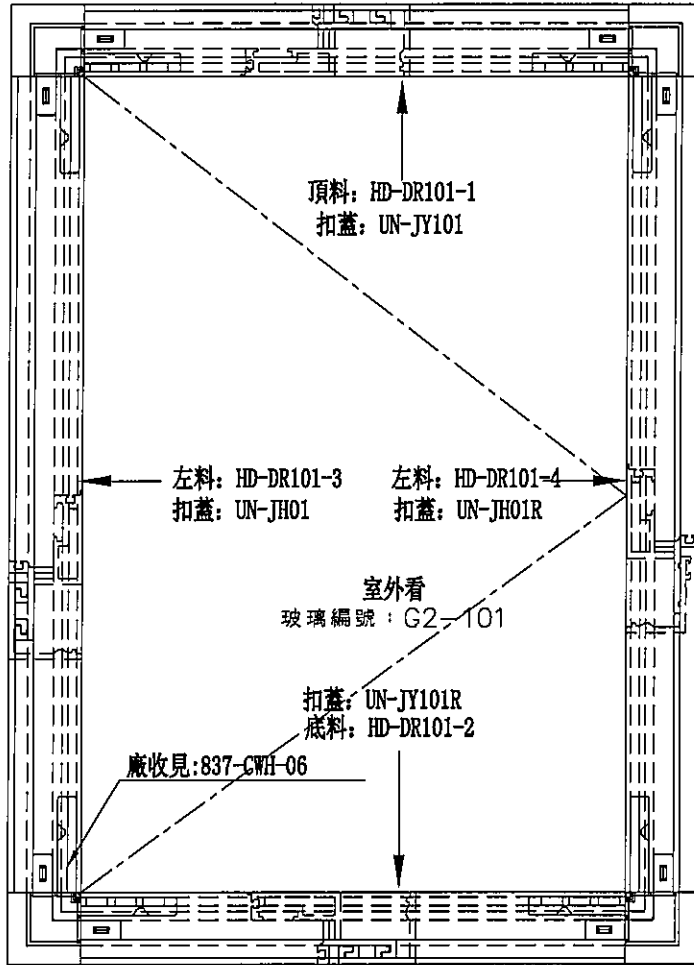 頂料: HD-DR101-1
扣蓋: UN-JY101
左料: HD-DR101-3
扣蓋: UN-JH01
左料: HD-DR101-4
扣蓋: UN-JH01R
室外看
玻璃編號：G2-101
扣蓋: UN-JY101R
底料: HD-DR101-2
廠收見:837-CWH-06